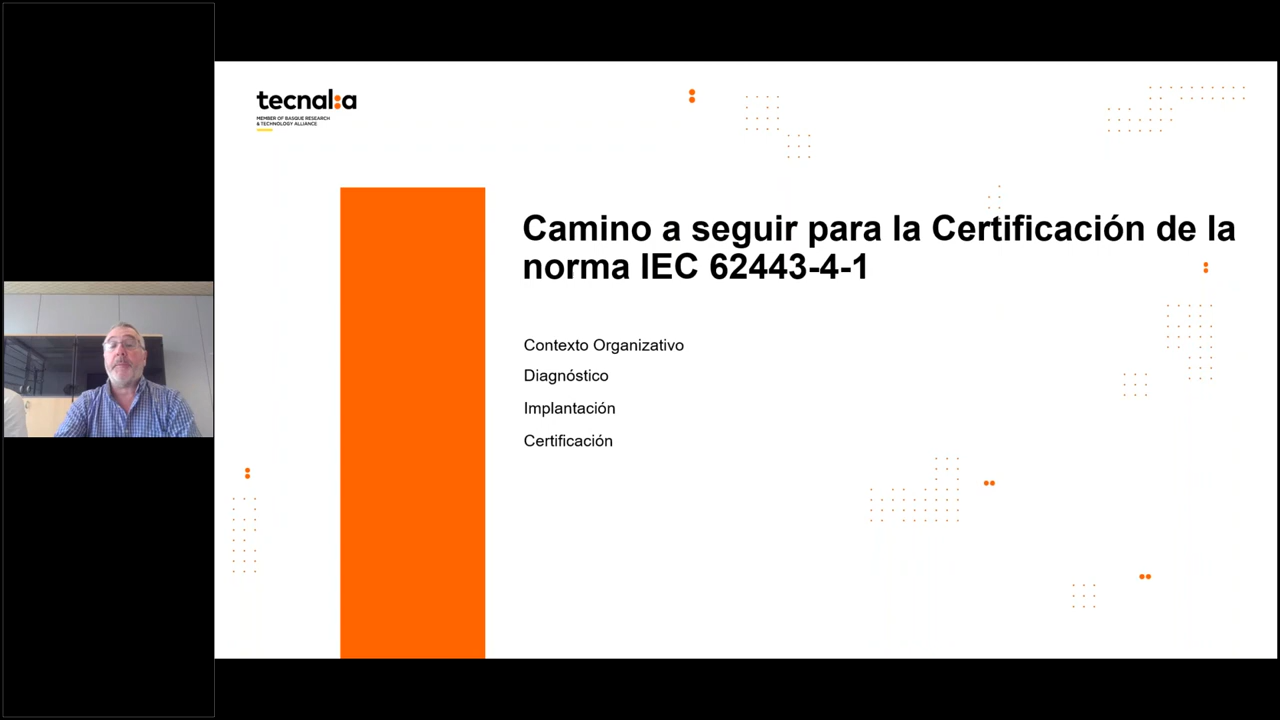 tecnal:a
MEMBER OF BASQUE RESEARCH
& TECHNOLOGY ALLIANCE
Camino a seguir para la Certificación de la
norma IEC 62443-4-1
Contexto Organizativo
Diagnóstico
Implantación
Certificación